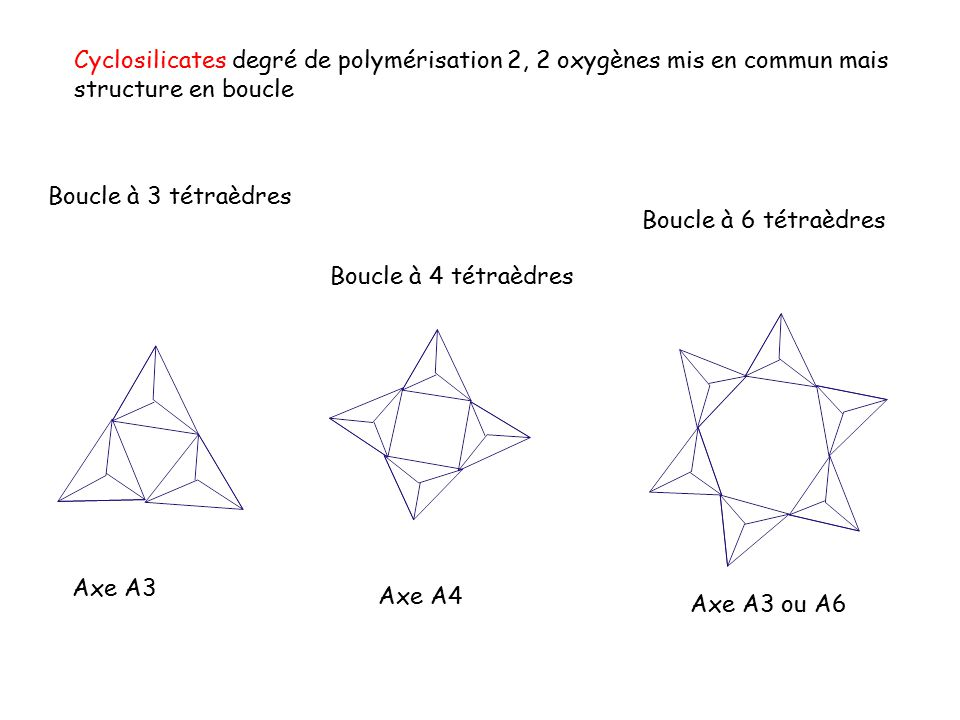 Cyclosilicates degré de polymérisation 2, 2 oxygènes mis en commun mais
structure en boucle
Boucle à 3 tétraèdres
Boucle à 6 tétraèdres
Boucle à 4 tétraèdres
Axe A3
Axe A4
Axe A3 ou A6